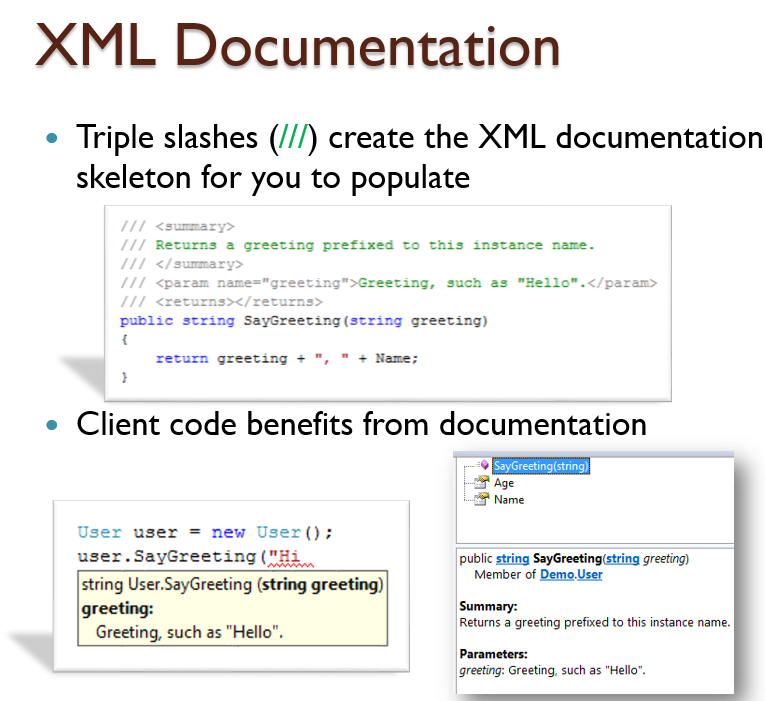 XML Documentation
• Triple slashes (///) create the XML documentation
skeleton for you to populate
/// <summary>
/// Returns a greeting prefixed to this instance name.
/// </summary>
/// <param name="greeting">Greeting, such as "Hello".</param>
/// <returns></returns>
public string SayGreeting(string greeting)
{
    return greeting + ", " + Name;
}
• Client code benefits from documentation
User user = new User();
user.SayGreeting("Hi
string User.SayGreeting (string greeting)
greeting:
Greeting, such as "Hello".
SayGreeting(string)
Age
Name
public string SayGreeting(string greeting)
Member of Demo.User
Summary:
Returns a greeting prefixed to this instance name.
Parameters:
greeting: Greeting, such as "Hello".